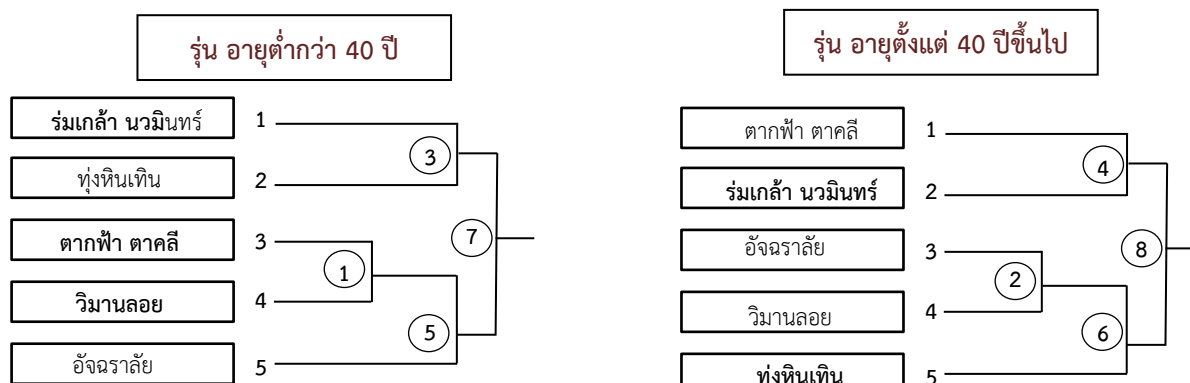 รุ่น อายุต่ำกว่า 40 ปี
ร่มเกล้า นวมินทร์ 1
ทุ่งหินเทิน 2
ตากฟ้า ตาคลี 3
วิมานลอย 4
อัจฉราลัย 5
3
7
1
5
รุ่น อายุตั้งแต่ 40 ปีขึ้นไป
ตากฟ้า ตาคลี 1
ร่มเกล้า นวมินทร์ 2
อัจฉราลัย 3
วิมานลอย 4
ทุ่งหินเทิน 5
4
8
2
6